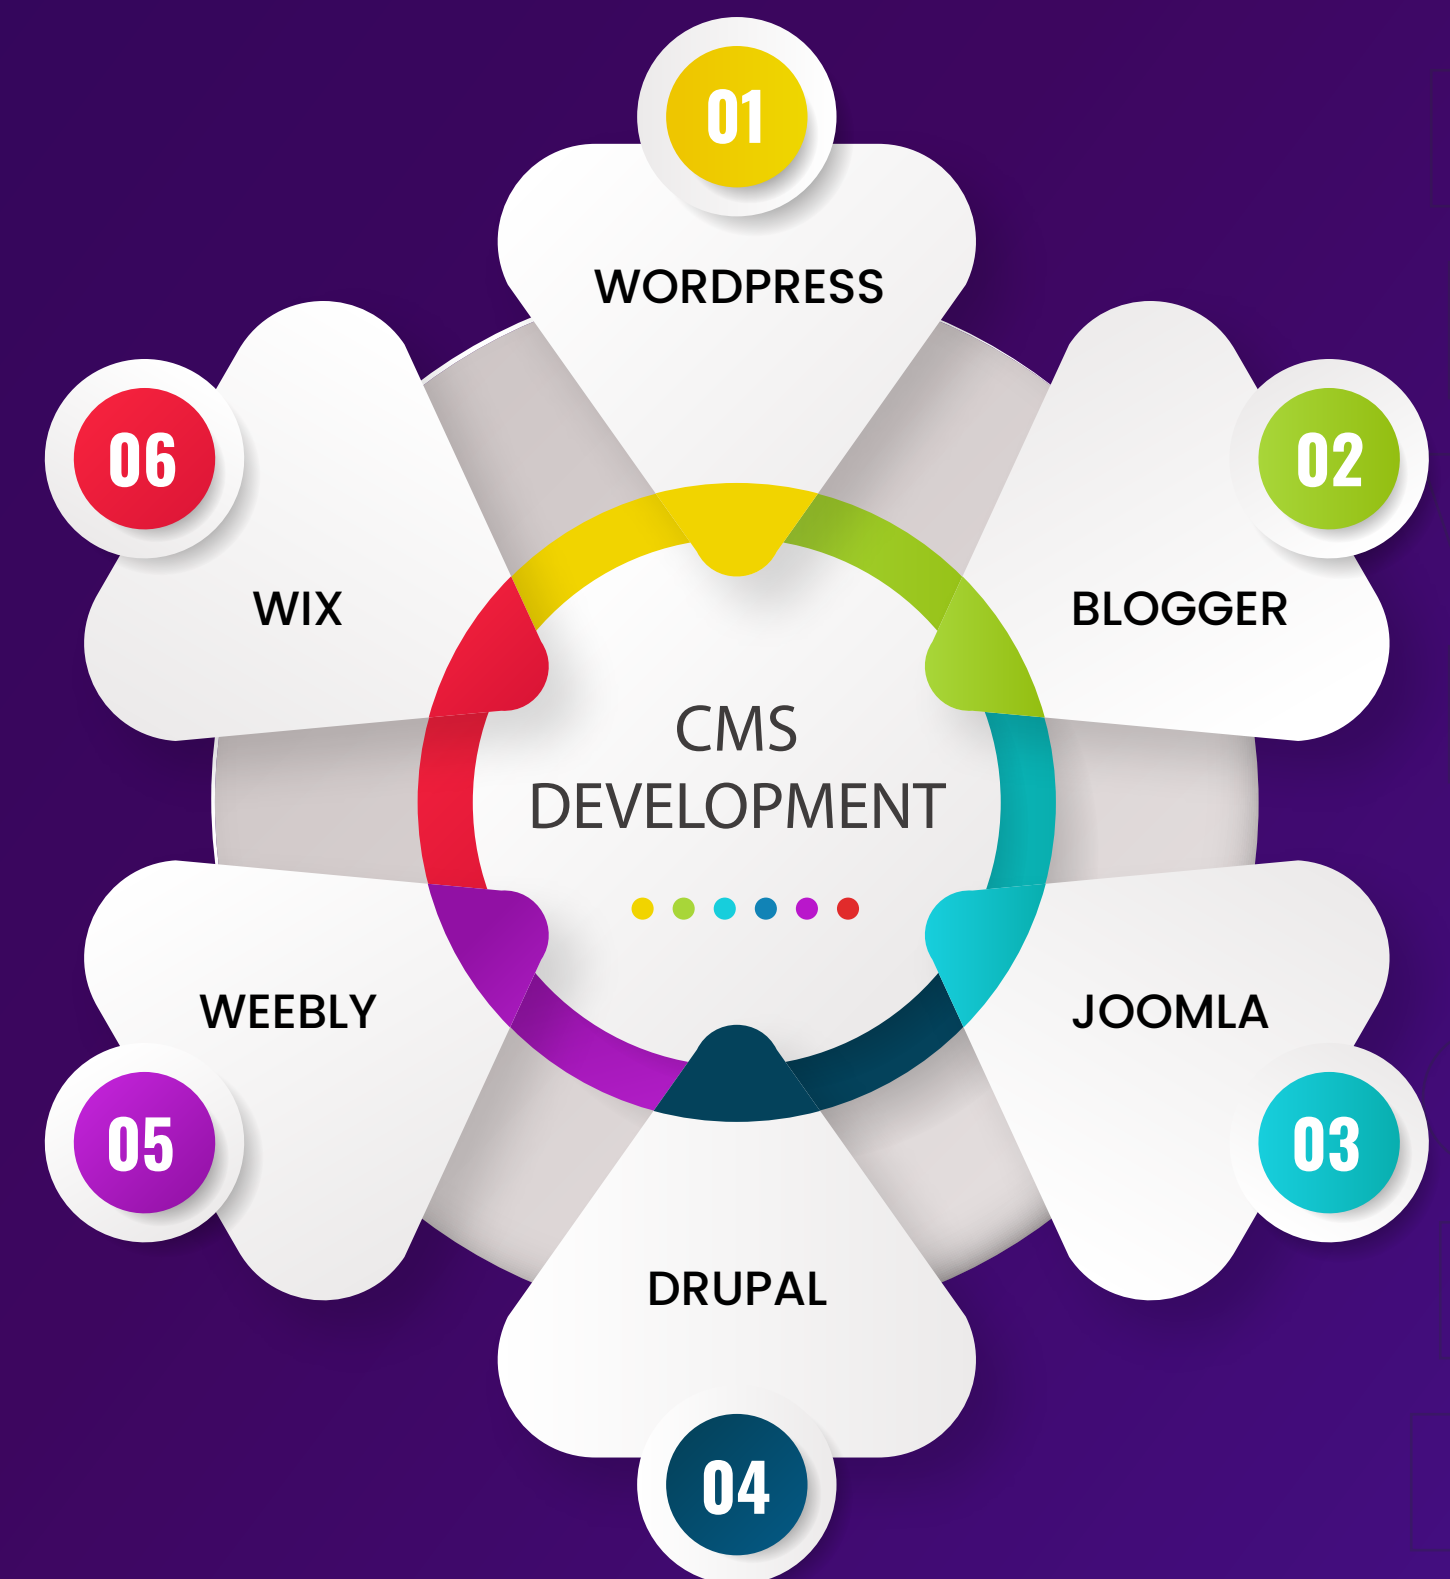 01
WORDPRESS
02
BLOGGER
03
JOOMLA
04
DRUPAL
05
WEEBLY
06
WIX
CMS
DEVELOPMENT